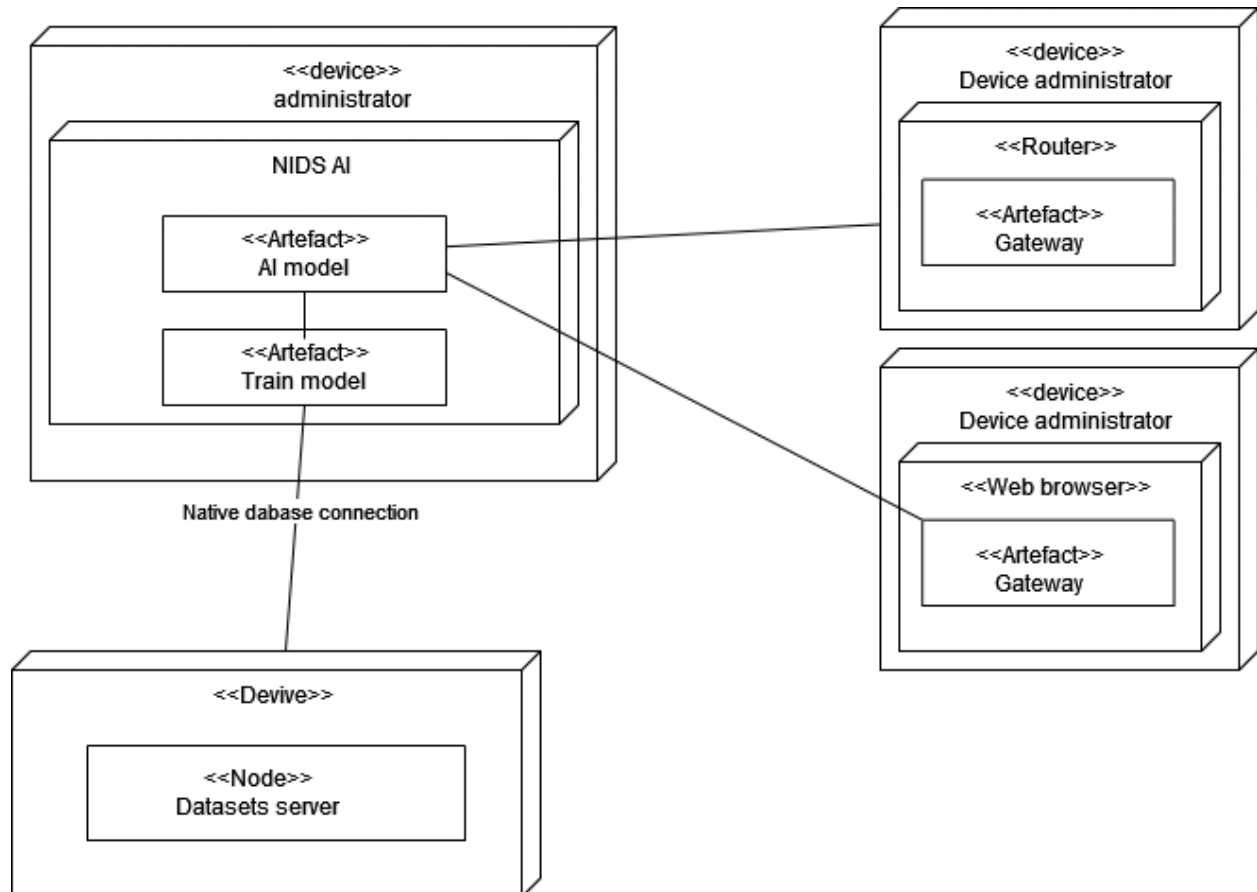 <<device>>
administrator
NIDS AI
<<Artefact>>
AI model
<<Artefact>>
Train model
Native dabase connection
<<Devive>>
<<Node>>
Datasets server
<<device>>
Device administrator
<<Router>>
<<Artefact>>
Gateway
<<device>>
Device administrator
<<Web browser>>
<<Artefact>>
Gateway